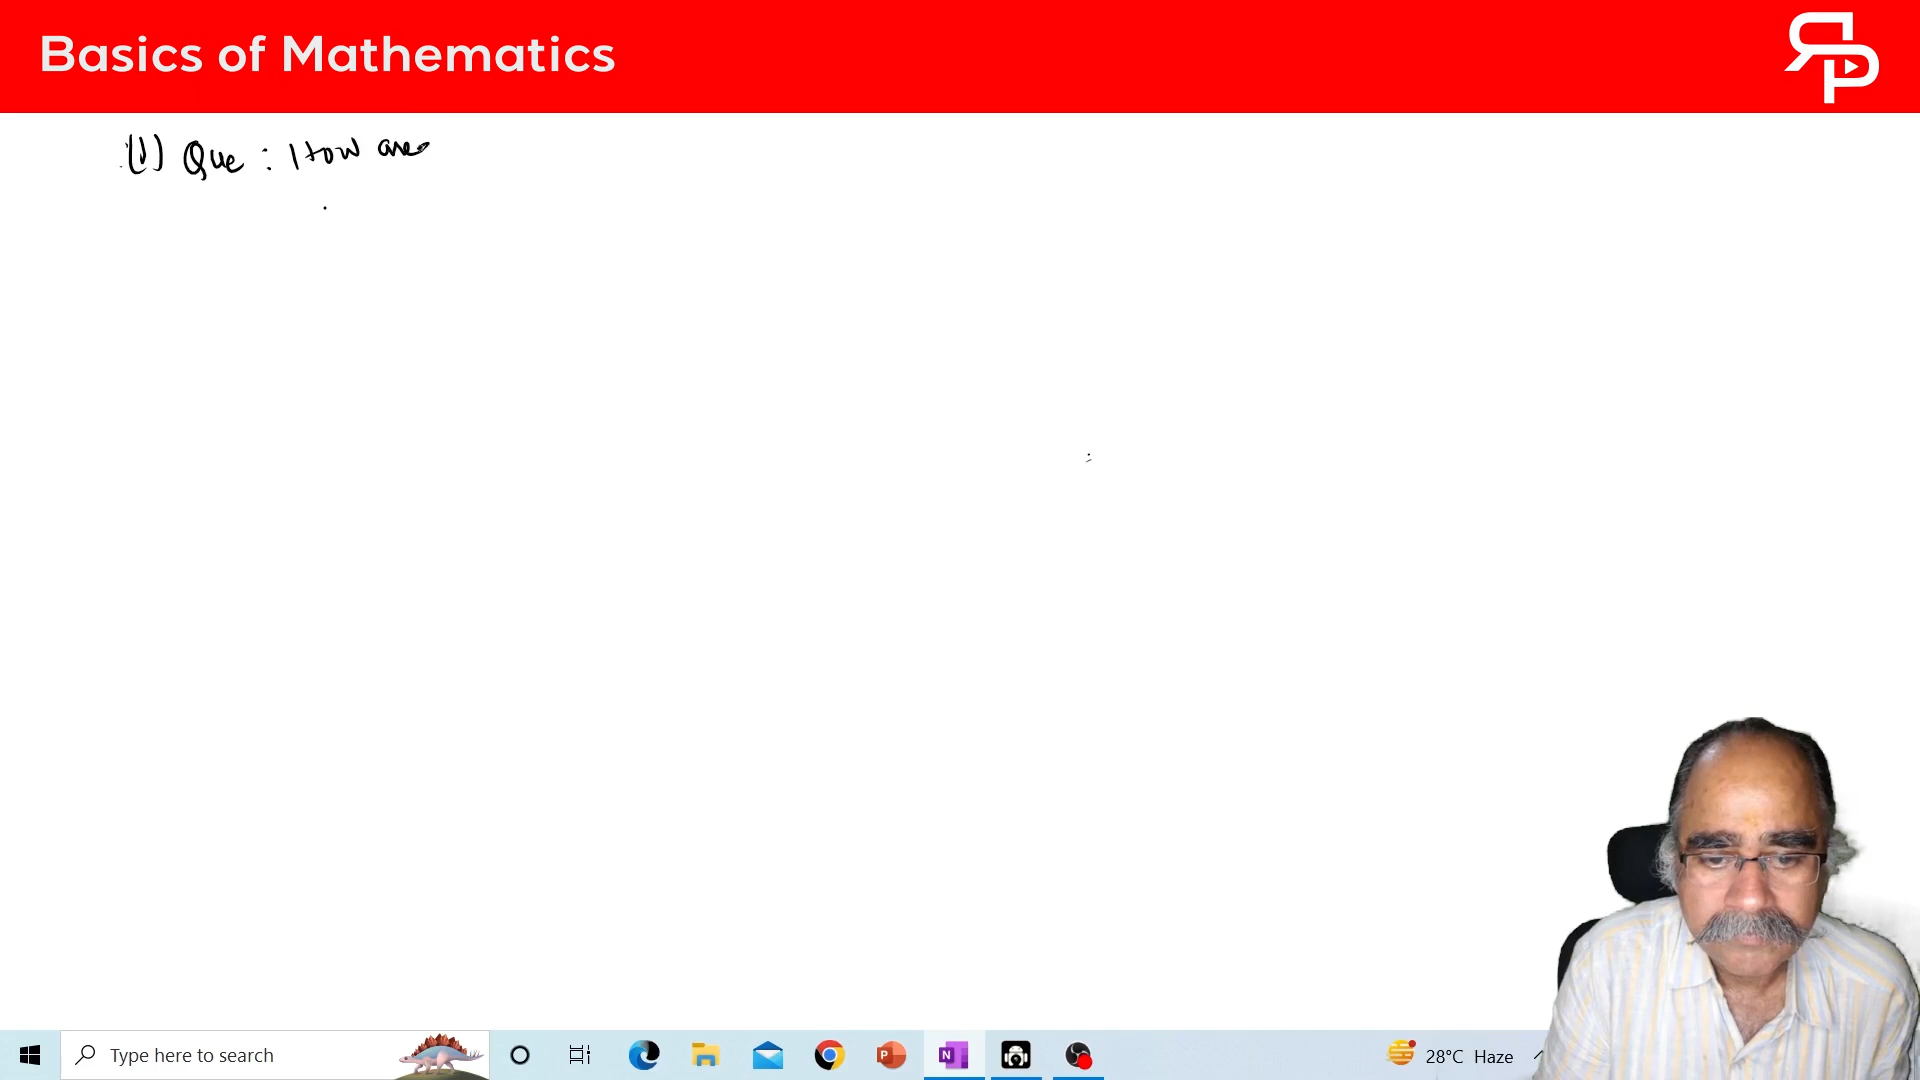 Basics of Mathematics
(1) Que : How are
Type here to search
28°C Haze